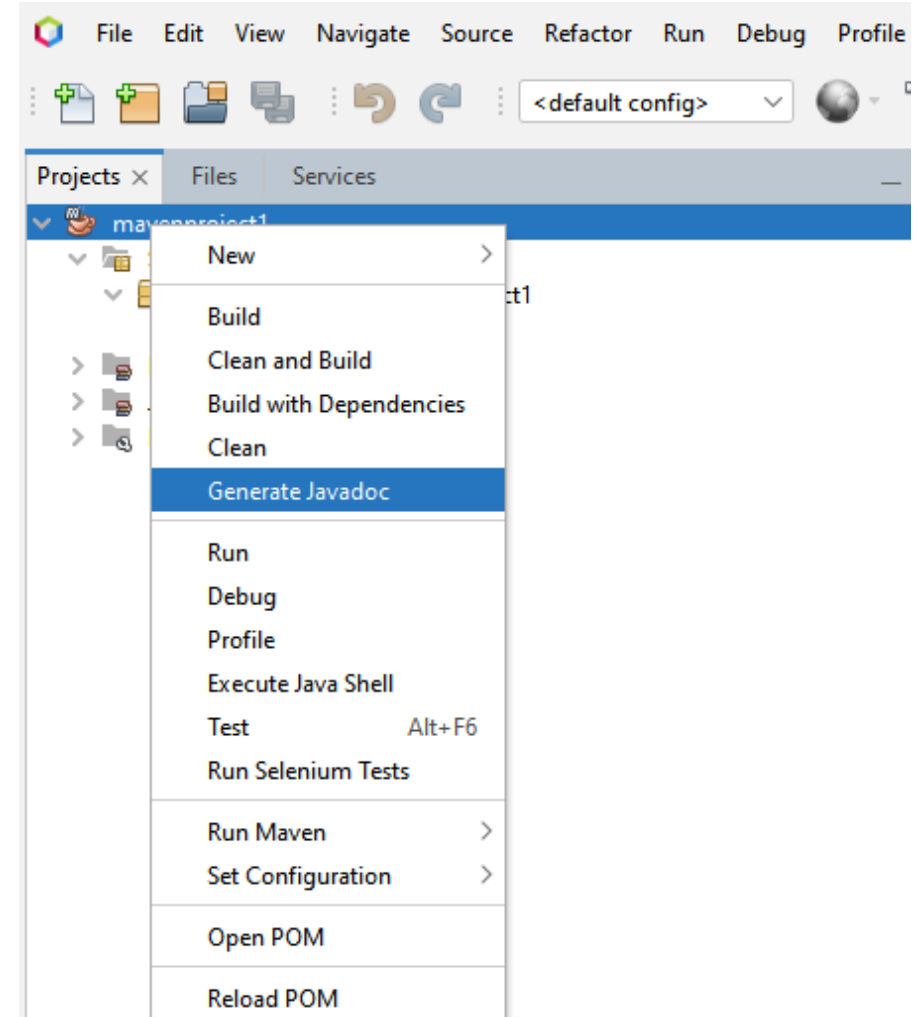 File Edit View Navigate Source Refactor Run Debug Profile
<default config>
Projects Files Services
mavenproject1
New
ct1
Build
Clean and Build
Build with Dependencies
Clean
Generate Javadoc
Run
Debug
Profile
Execute Java Shell
Test Alt+F6
Run Selenium Tests
Run Maven
Set Configuration
Open POM
Reload POM